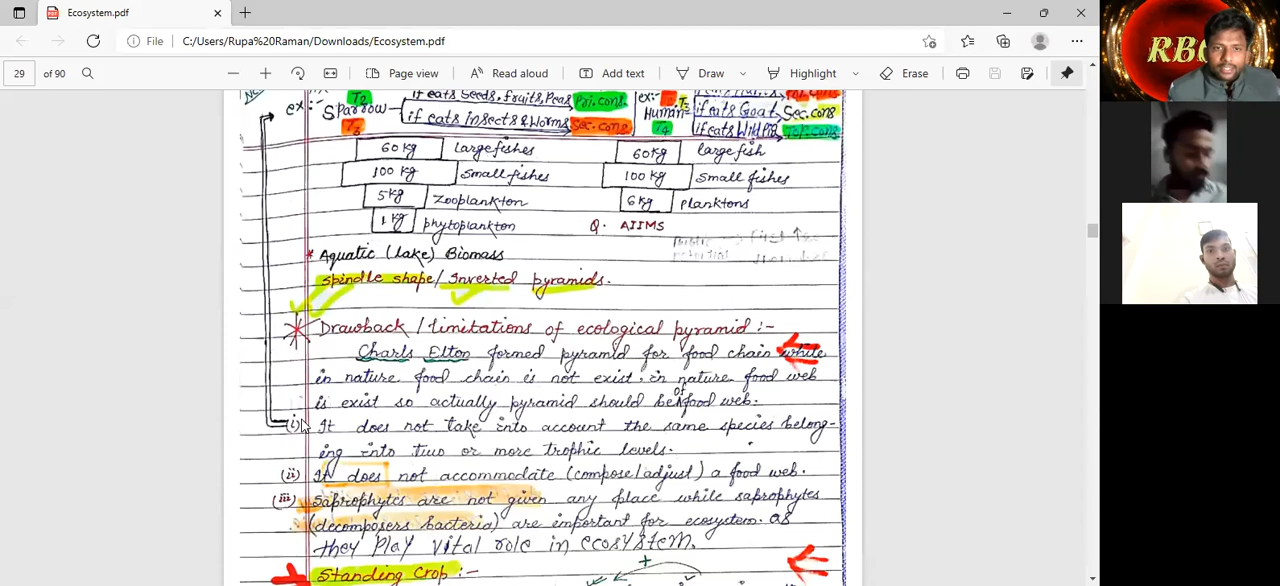 Ecosystem.pdf
File C:/Users/Rupa%20Raman/Downloads/Ecosystem.pdf
29 of 90 Page view Read aloud Add text Draw Highlight Erase
ex:- Sparrow T2 if eats Seeds, Fruits, Peas Pri. cons.
T3 if eats insects & Worms Sec. cons
ex:- Human T3 if eats Goat Sec. cons
T4 if eats Wild Pig Top. cons
60 Kg large fishes 60 Kg large fish
100 Kg Small fishes 100 Kg Small fishes
5 Kg Zooplankton 6 Kg planktons
1 Kg phytoplankton Q. AIIMS
* Aquatic (lake) Biomass
Spindle shape/Inverted pyramids.
Drawback / limitations of ecological pyramid :-
Charls Elton formed pyramid for food chain while
in nature food chain is not exist. in nature food web
is exist so actually pyramid should be of food web.
(i) It does not take into account the same species belong-
ing into two or more trophic levels.
(ii) It does not accommodate (compose/adjust) a food web.
(iii) Saprophytes are not given any place while saprophytes
(decomposers bacteria) are important for ecosystem. as
they Play vital role in ecosystem.
Standing Crop :-
+
RBC